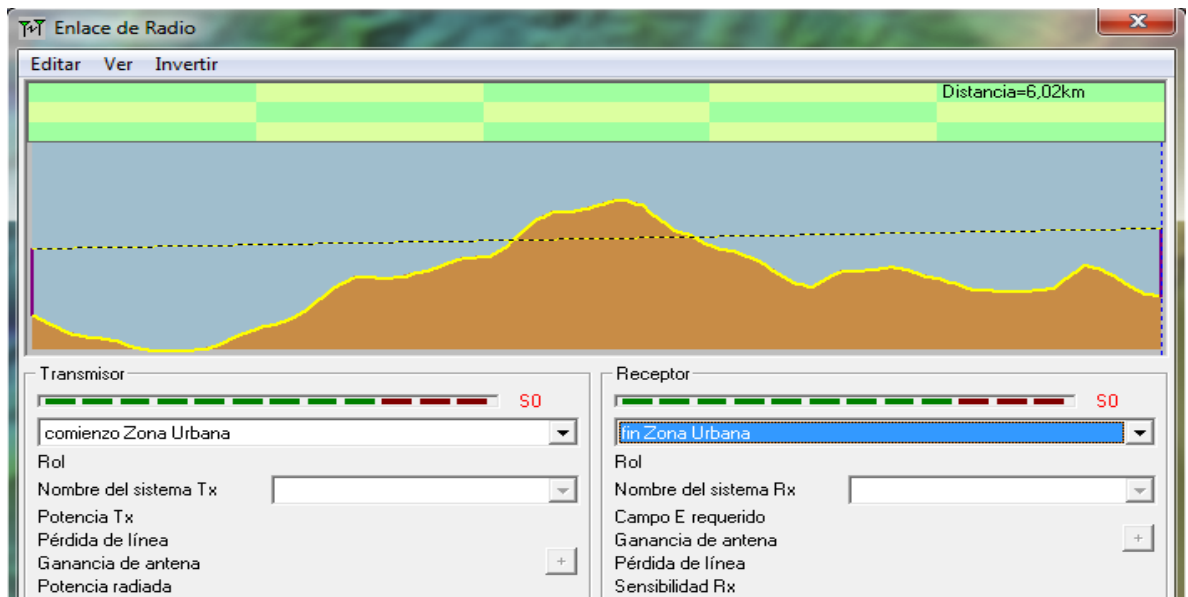 Enlace de Radio
Editar Ver Invertir
Distancia=6,02km
Transmisor
S0
comienzo Zona Urbana
Rol
Nombre del sistema Tx
Potencia Tx
Pérdida de línea
Ganancia de antena
+
Potencia radiada
Receptor
S0
fin Zona Urbana
Rol
Nombre del sistema Rx
Campo E requerido
Ganancia de antena
+
Pérdida de línea
Sensibilidad Rx